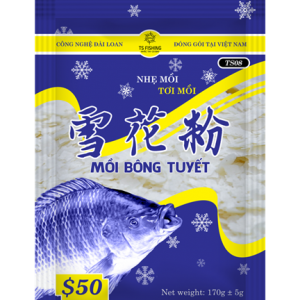 TS FISHING
CÔNG NGHỆ ĐÀI LOAN
ĐÓNG GÓI TẠI VIỆT NAM
TS08
NHẸ MỒI
TƠI MỒI
雪花粉
MỒI BÔNG TUYẾT
$50
Net weight: 170g ± 5g